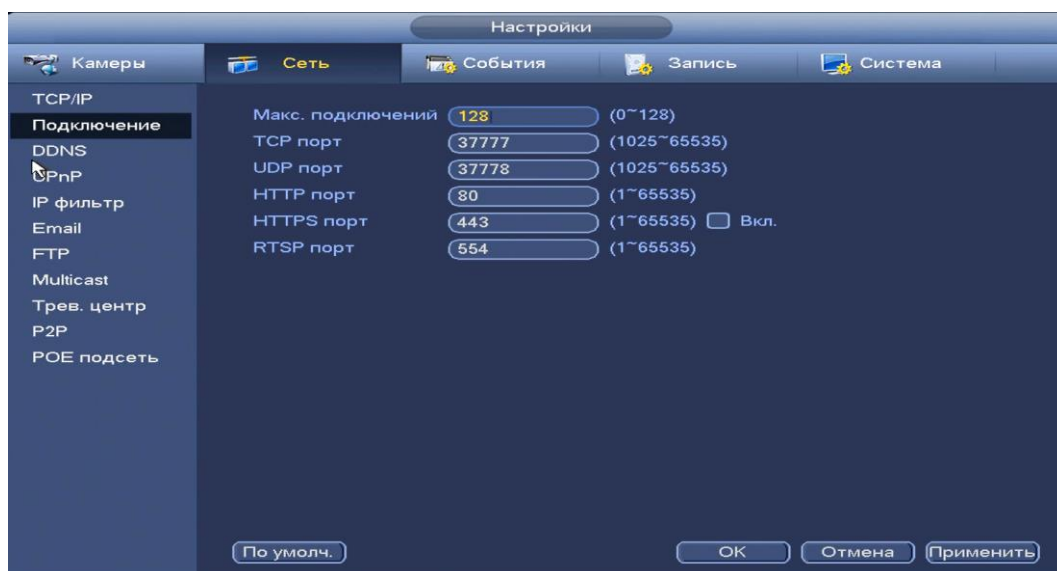 Настройки
Камеры Сеть События Запись Система
TCP/IP
Подключение
DDNS
UPnP
IP фильтр
Email
FTP
Multicast
Трев. центр
P2P
POE подсеть
Макс. подключений 128 (0~128)
TCP порт 37777 (1025~65535)
UDP порт 37778 (1025~65535)
HTTP порт 80 (1~65535)
HTTPS порт 443 (1~65535) Вкл.
RTSP порт 554 (1~65535)
По умолч. OK Отмена Применить